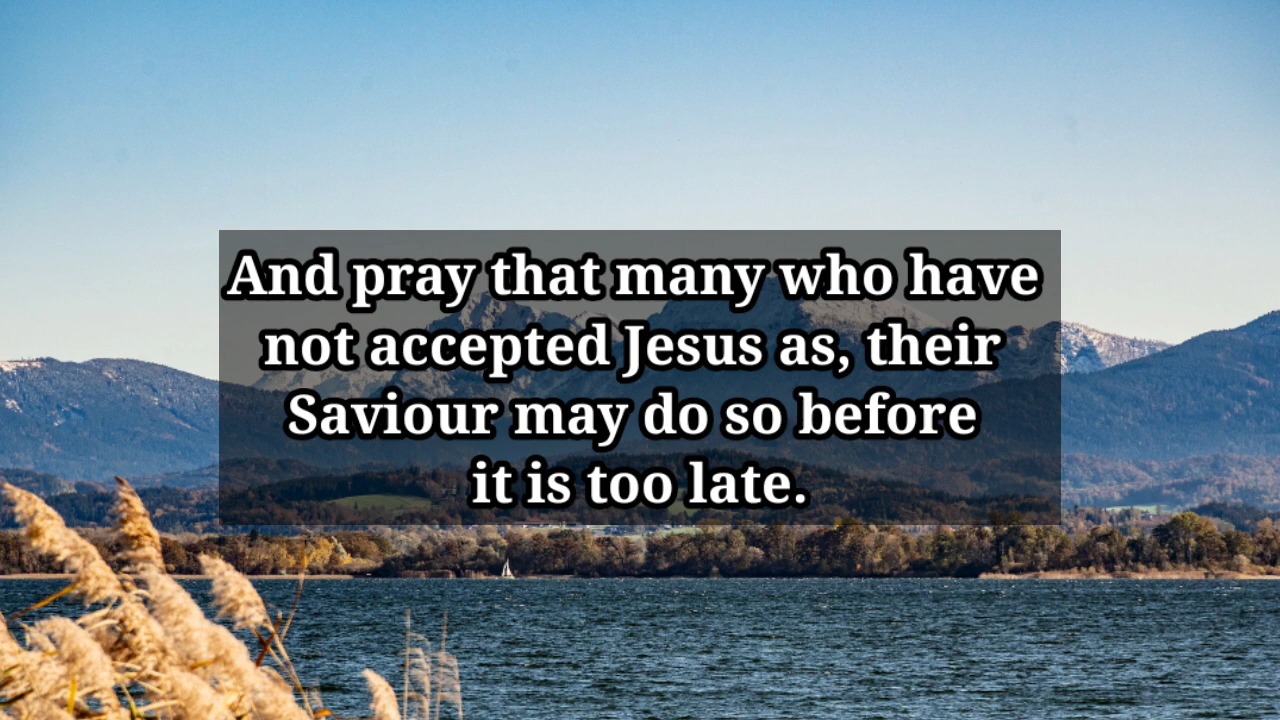 And pray that many who have
not accepted Jesus as, their
Saviour may do so before
it is too late.